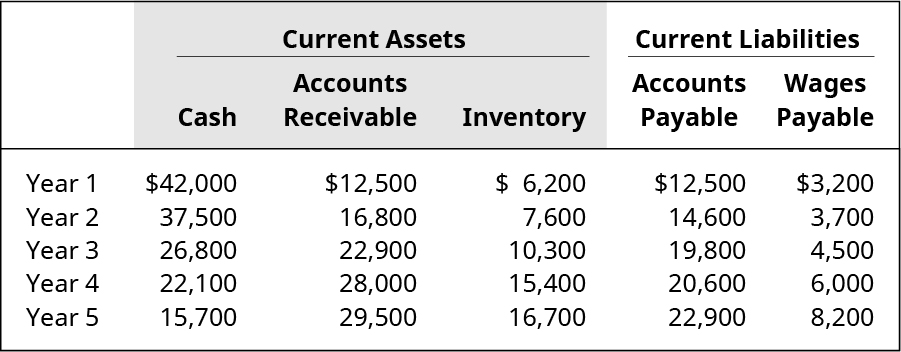 Current Assets Current Liabilities
Accounts Accounts Wages
Cash Receivable Inventory Payable Payable
Year 1 $42,000 $12,500 $ 6,200 $12,500 $3,200
Year 2 37,500 16,800 7,600 14,600 3,700
Year 3 26,800 22,900 10,300 19,800 4,500
Year 4 22,100 28,000 15,400 20,600 6,000
Year 5 15,700 29,500 16,700 22,900 8,200